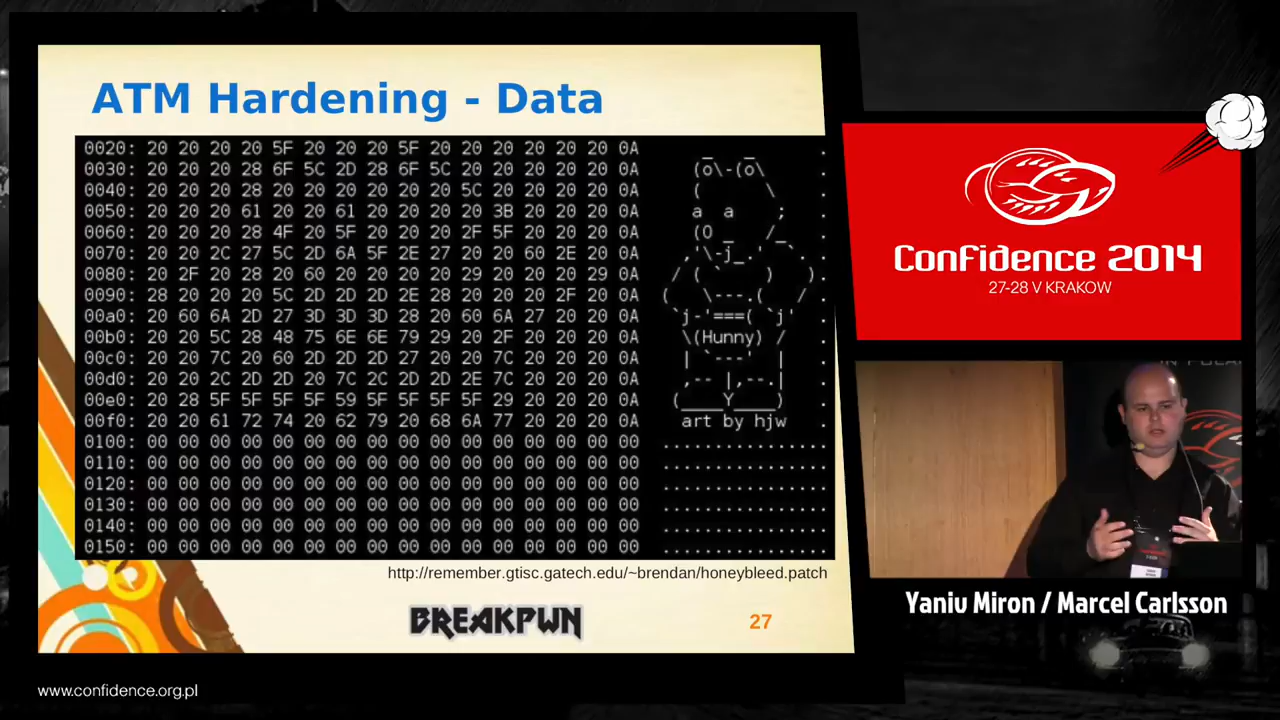 ATM Hardening - Data
0020: 20 20 20 20 5F 20 20 20 5F 20 20 20 20 20 20 0A      _   _      .
0030: 20 20 20 28 6F 5C 2D 28 6F 5C 20 20 20 20 20 0A     (o\-(o\     .
0040: 20 20 20 28 20 20 20 20 20 20 5C 20 20 20 20 0A     (      \    .
0050: 20 20 20 61 20 20 61 20 20 20 20 3B 20 20 20 0A     a  a    ;   .
0060: 20 20 20 28 4F 20 5F 20 20 20 2F 5F 20 20 20 0A     (O _   /_   .
0070: 20 20 2C 27 5C 2D 6A 5F 2E 27 20 20 60 2E 20 0A    ,'\-j_.'  `. .
0080: 20 2F 20 28 20 60 20 20 20 20 29 20 20 20 29 0A   / ( `    )   ).
0090: 28 20 20 20 5C 2D 2D 2D 2E 28 20 20 20 2F 20 0A  (   \---.(   / .
00a0: 20 60 6A 2D 27 3D 3D 3D 28 20 60 6A 27 20 20 0A   `j-'===( `j'  .
00b0: 20 20 5C 28 48 75 6E 6E 79 29 20 2F 20 20 20 0A    \(Hunny) /   .
00c0: 20 20 7C 20 60 2D 2D 2D 27 20 20 7C 20 20 20 0A    | `---'  |   .
00d0: 20 20 2C 2D 2D 20 7C 2C 2D 2D 2E 7C 20 20 20 0A    ,-- |,--.|   .
00e0: 20 28 5F 5F 5F 5F 59 5F 5F 5F 5F 29 20 20 20 0A   (____Y____)   .
00f0: 20 20 61 72 74 20 62 79 20 68 6A 77 20 20 20 0A    art by hjw   .
0100: 00 00 00 00 00 00 00 00 00 00 00 00 00 00 00 00  ................
0110: 00 00 00 00 00 00 00 00 00 00 00 00 00 00 00 00  ................
0120: 00 00 00 00 00 00 00 00 00 00 00 00 00 00 00 00  ................
0130: 00 00 00 00 00 00 00 00 00 00 00 00 00 00 00 00  ................
0140: 00 00 00 00 00 00 00 00 00 00 00 00 00 00 00 00  ................
0150: 00 00 00 00 00 00 00 00 00 00 00 00 00 00 00 00  ................
http://remember.gtisc.gatech.edu/~brendan/honeybleed.patch
BREAKPWN
27
ConFidence 2014
27-28 V KRAKOW
Yaniu Miron / Marcel Carlsson
www.confidence.org.pl